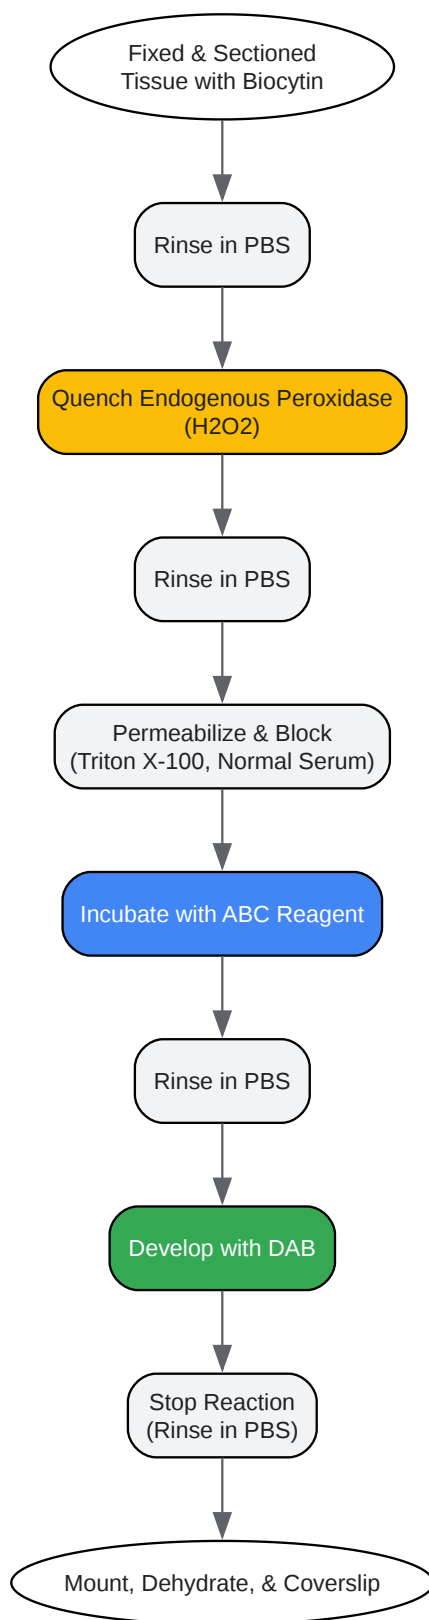 Fixed & Sectioned
Tissue with Biocytin
Rinse in PBS
Quench Endogenous Peroxidase
(H2O2)
Rinse in PBS
Permeabilize & Block
(Triton X-100, Normal Serum)
Incubate with ABC Reagent
Rinse in PBS
Develop with DAB
Stop Reaction
(Rinse in PBS)
Mount, Dehydrate, & Coverslip